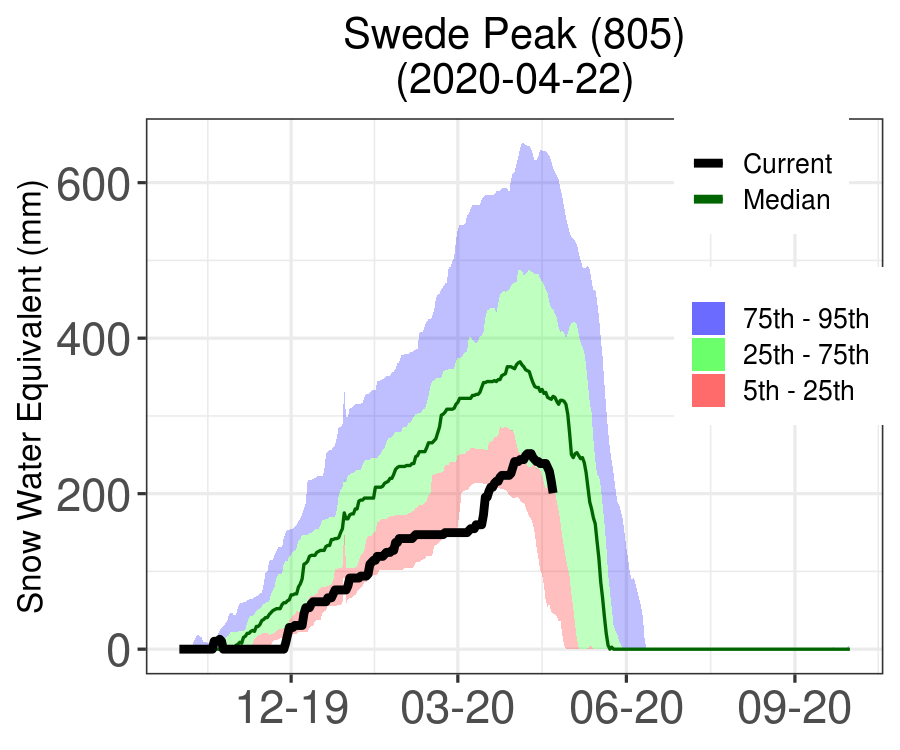 Swede Peak (805)
(2020-04-22)
Snow Water Equivalent (mm)
600
400
200
0
12-19
03-20
06-20
09-20
Current
Median
75th - 95th
25th - 75th
5th - 25th